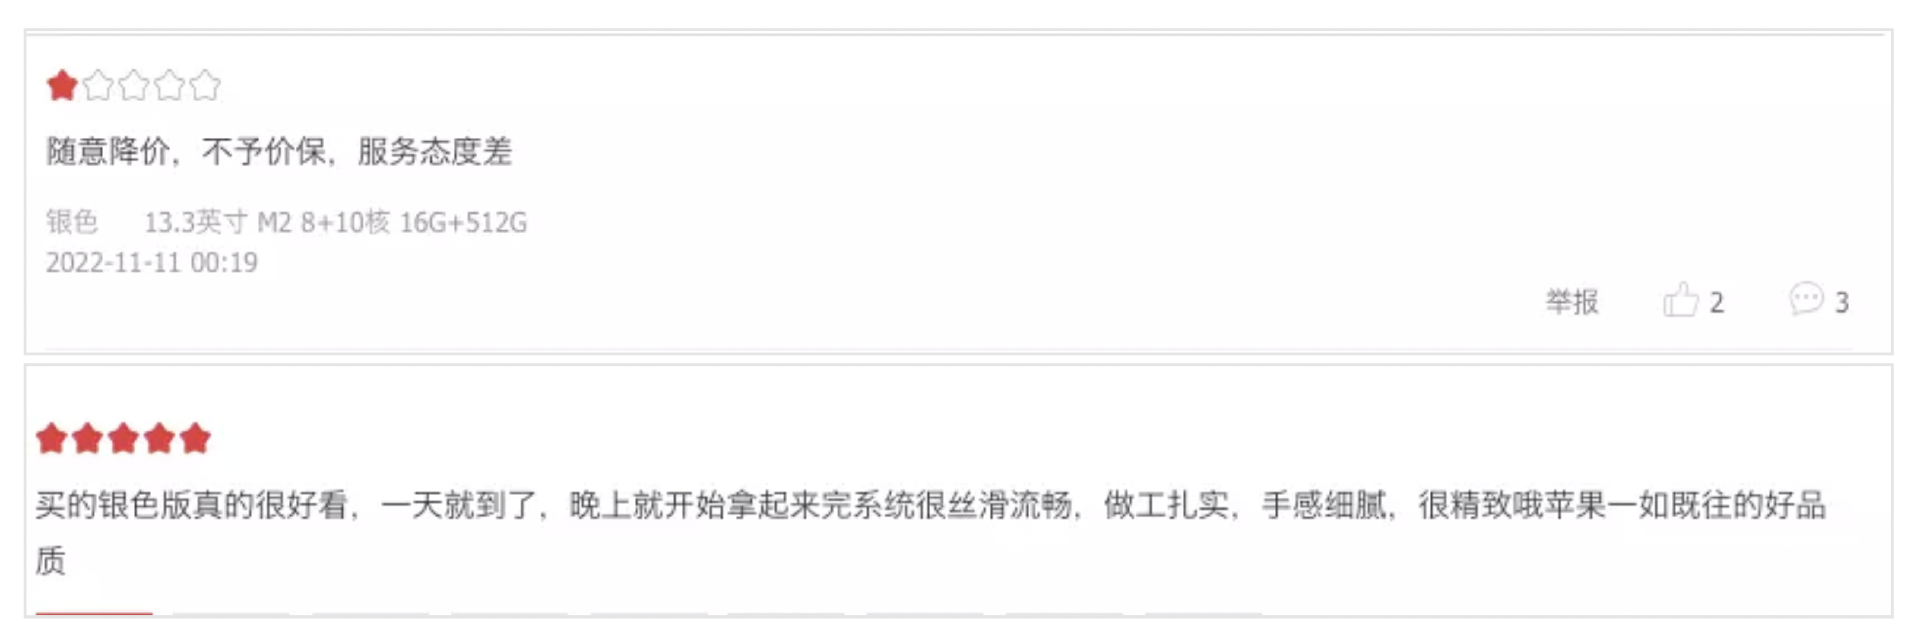 随意降价，不予价保，服务态度差
银色 13.3英寸 M2 8+10核 16G+512G
2022-11-11 00:19
举报 2 3
买的银色版真的很好看，一天就到了，晚上就开始拿起来完系统很丝滑流畅，做工扎实，手感细腻，很精致哦苹果一如既往的好品
质